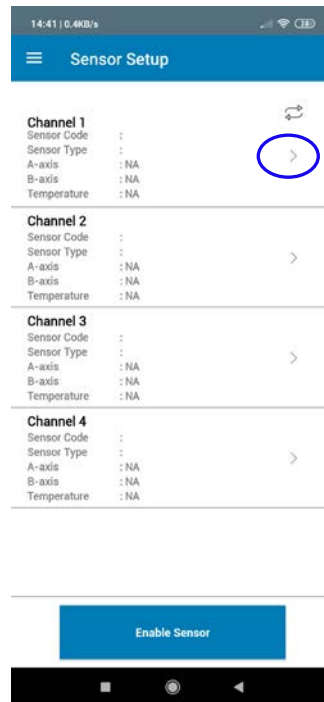 14:41 | 0.4KB/s
Sensor Setup
Channel 1
Sensor Code :
Sensor Type :
A-axis : NA
B-axis : NA
Temperature : NA
Channel 2
Sensor Code :
Sensor Type :
A-axis : NA
B-axis : NA
Temperature : NA
Channel 3
Sensor Code :
Sensor Type :
A-axis : NA
B-axis : NA
Temperature : NA
Channel 4
Sensor Code :
Sensor Type :
A-axis : NA
B-axis : NA
Temperature : NA
Enable Sensor